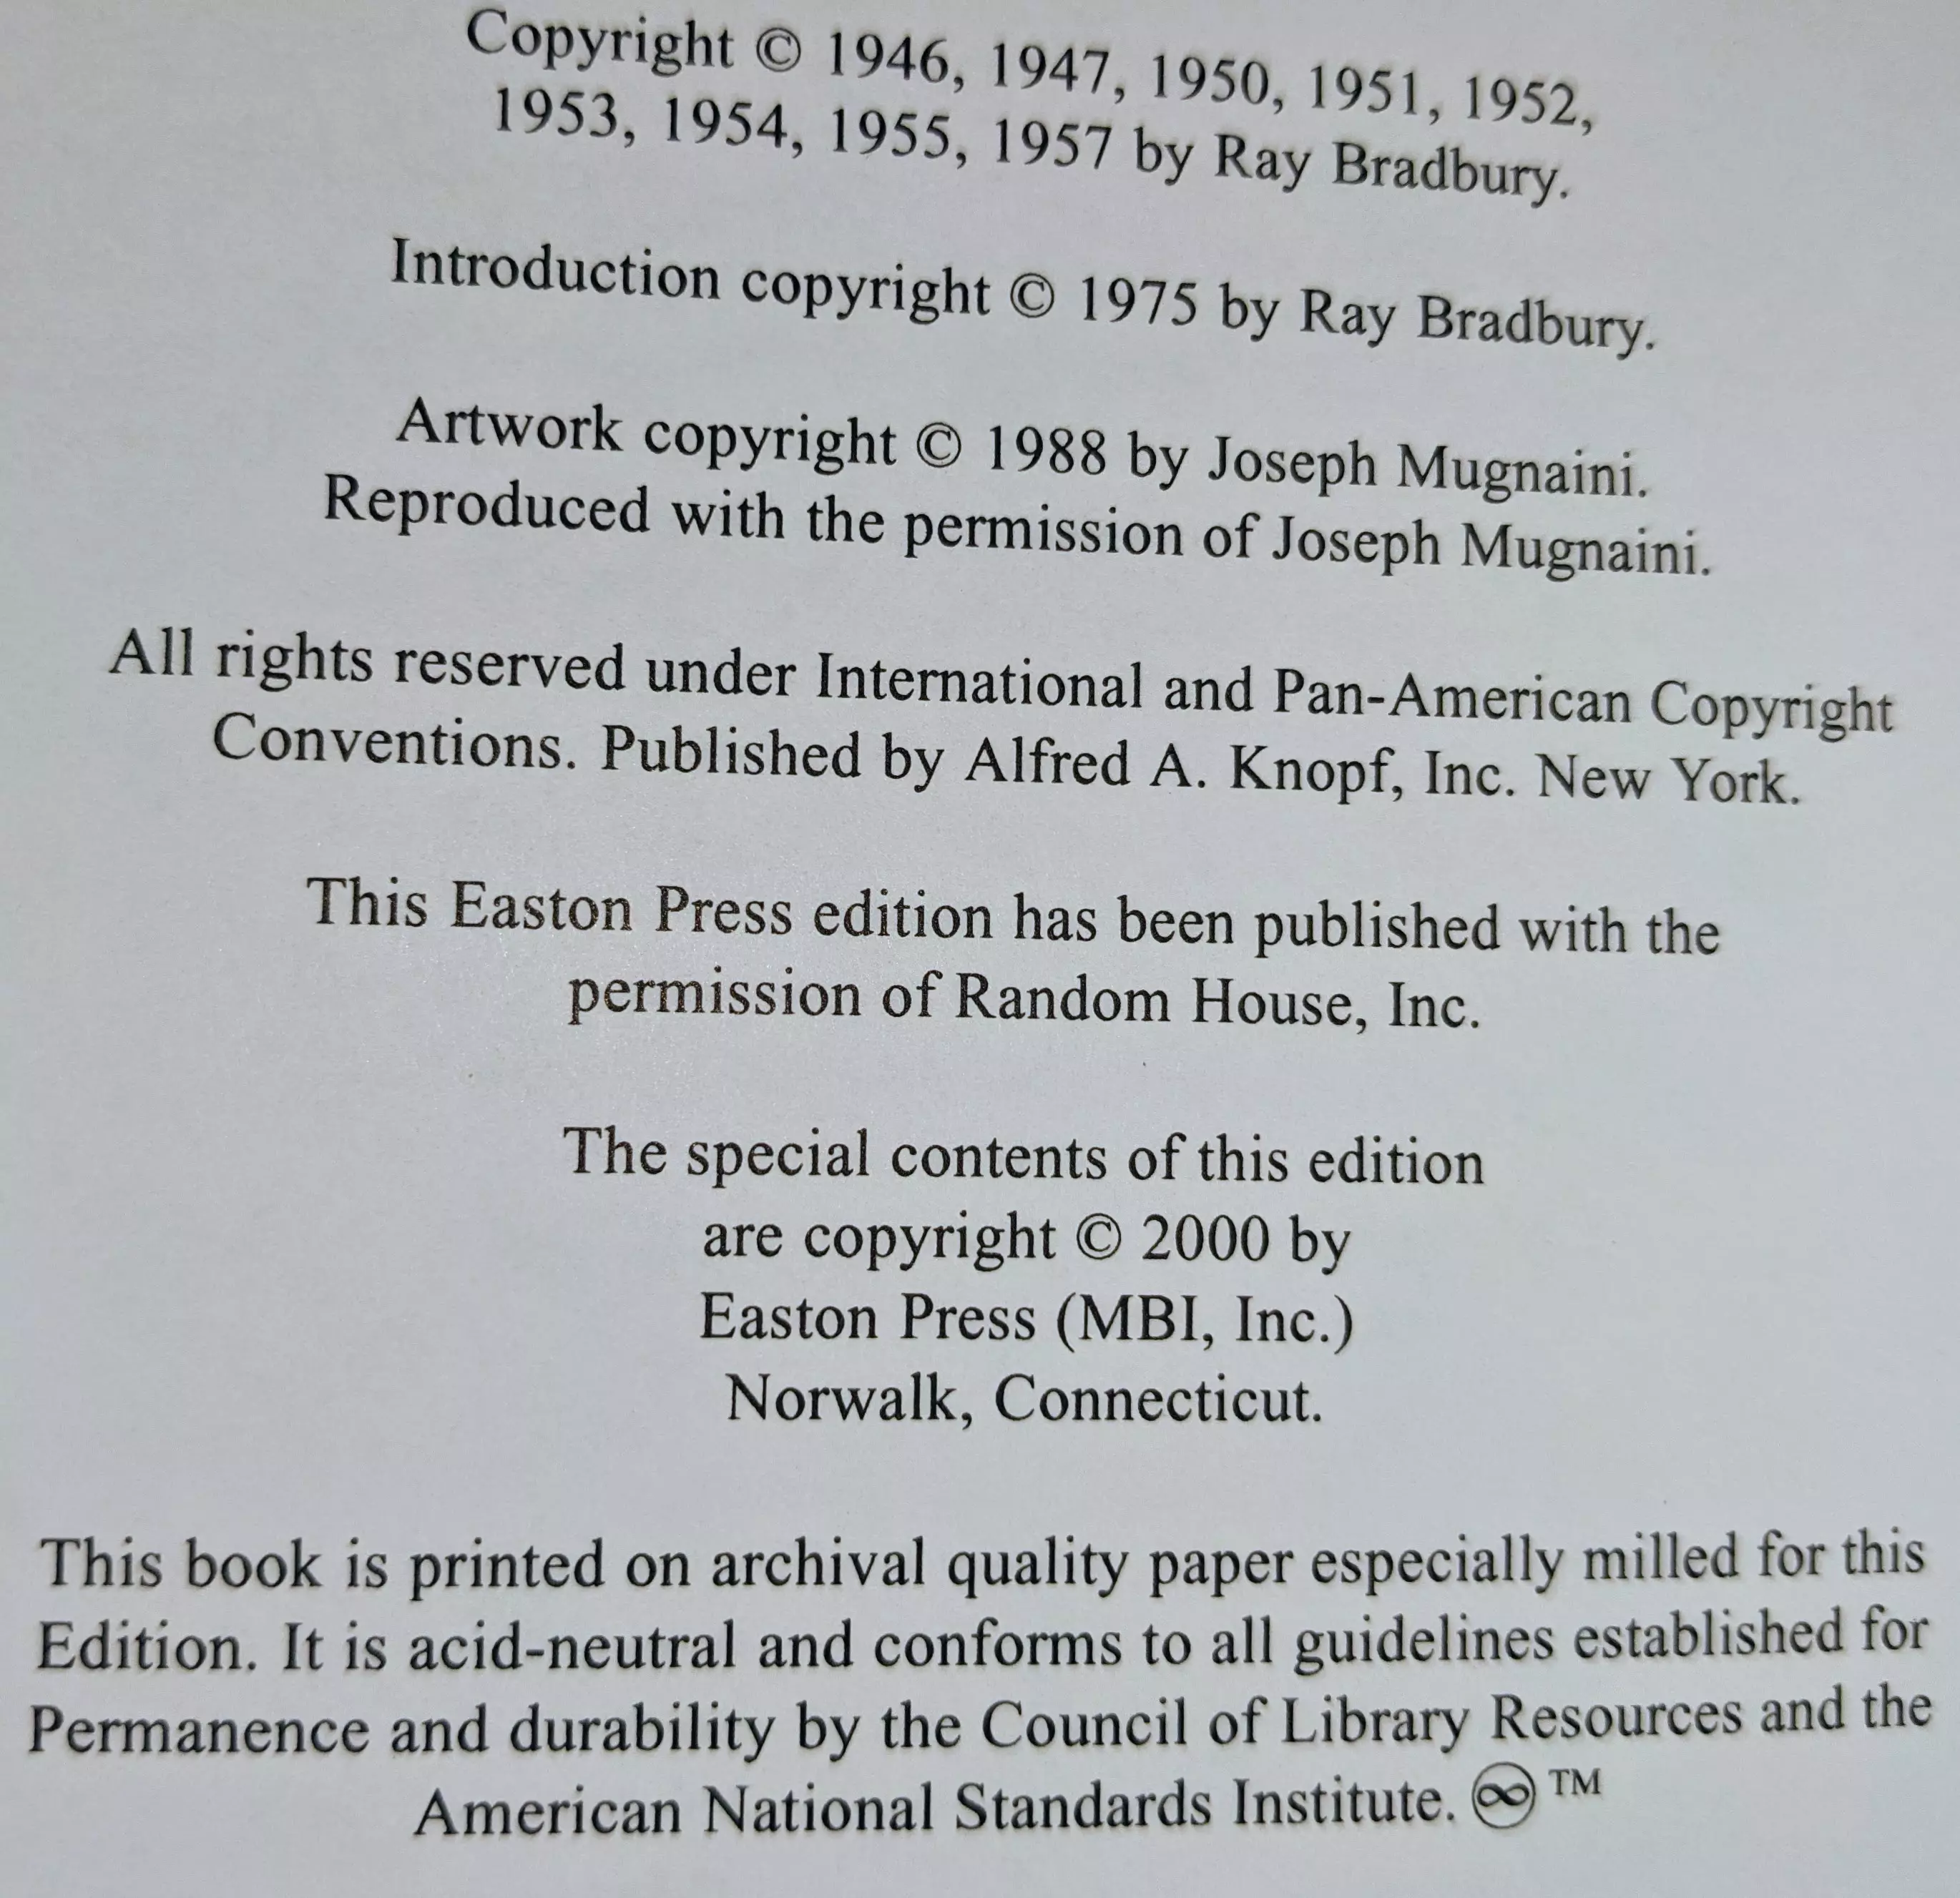 Copyright © 1946, 1947, 1950, 1951, 1952,
1953, 1954, 1955, 1957 by Ray Bradbury.
Introduction copyright © 1975 by Ray Bradbury.
Artwork copyright © 1988 by Joseph Mugnaini.
Reproduced with the permission of Joseph Mugnaini.
All rights reserved under International and Pan-American Copyright
Conventions. Published by Alfred A. Knopf, Inc. New York.
This Easton Press edition has been published with the
permission of Random House, Inc.
The special contents of this edition
are copyright © 2000 by
Easton Press (MBI, Inc.)
Norwalk, Connecticut.
This book is printed on archival quality paper especially milled for this
Edition. It is acid-neutral and conforms to all guidelines established for
Permanence and durability by the Council of Library Resources and the
American National Standards Institute. ♾ ™